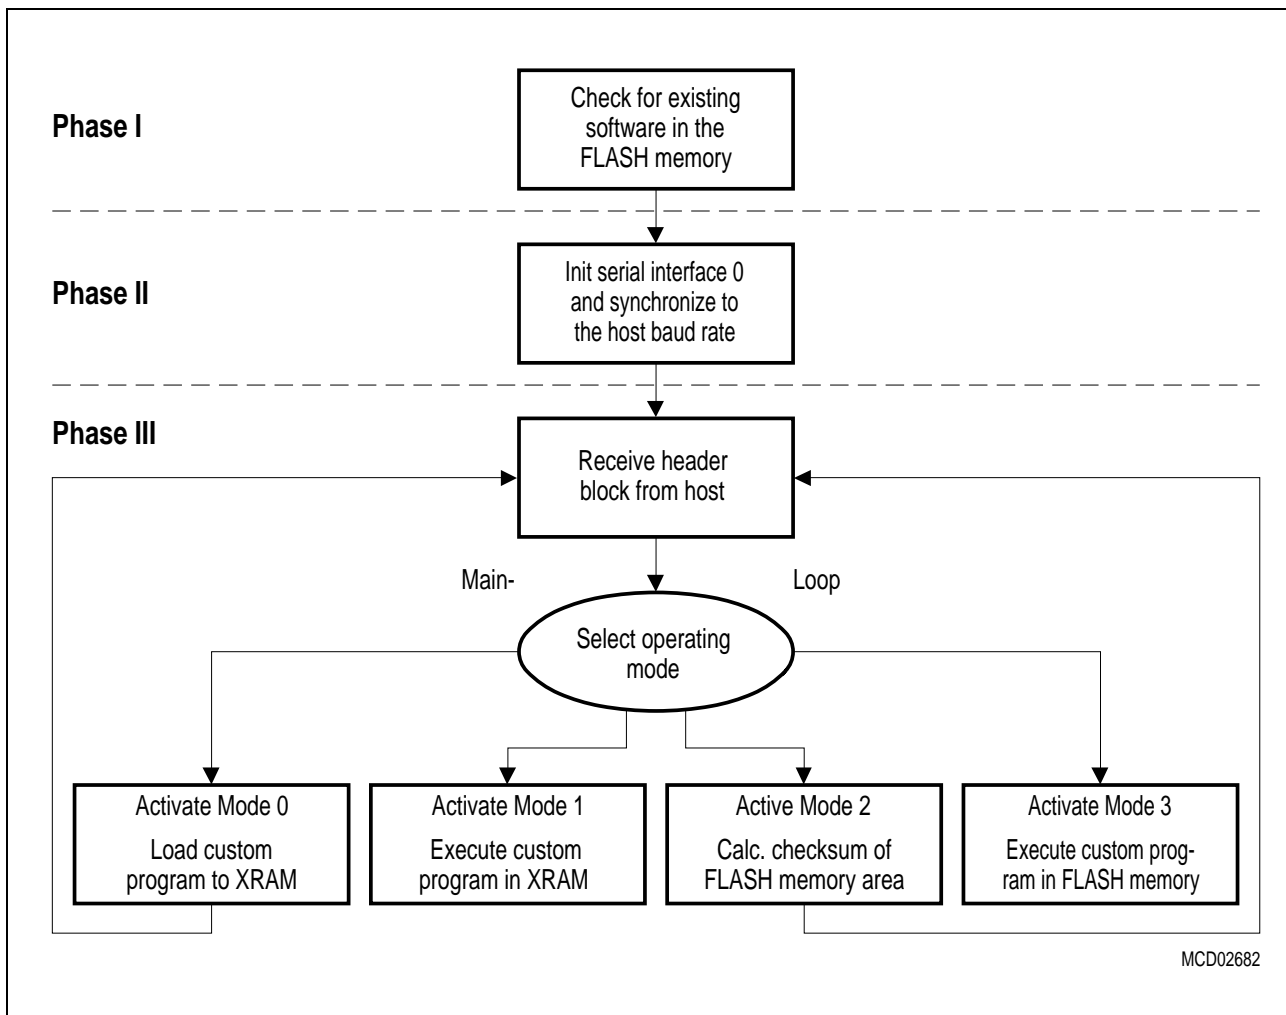 Phase I
Check for existing
software in the
FLASH memory
Phase II
Init serial interface 0
and synchronize to
the host baud rate
Phase III
Receive header
block from host
Main-
Loop
Select operating
mode
Activate Mode 0
Load custom
program to XRAM
Activate Mode 1
Execute custom
program in XRAM
Active Mode 2
Calc. checksum of
FLASH memory area
Activate Mode 3
Execute custom prog-
ram in FLASH memory
MCD02682